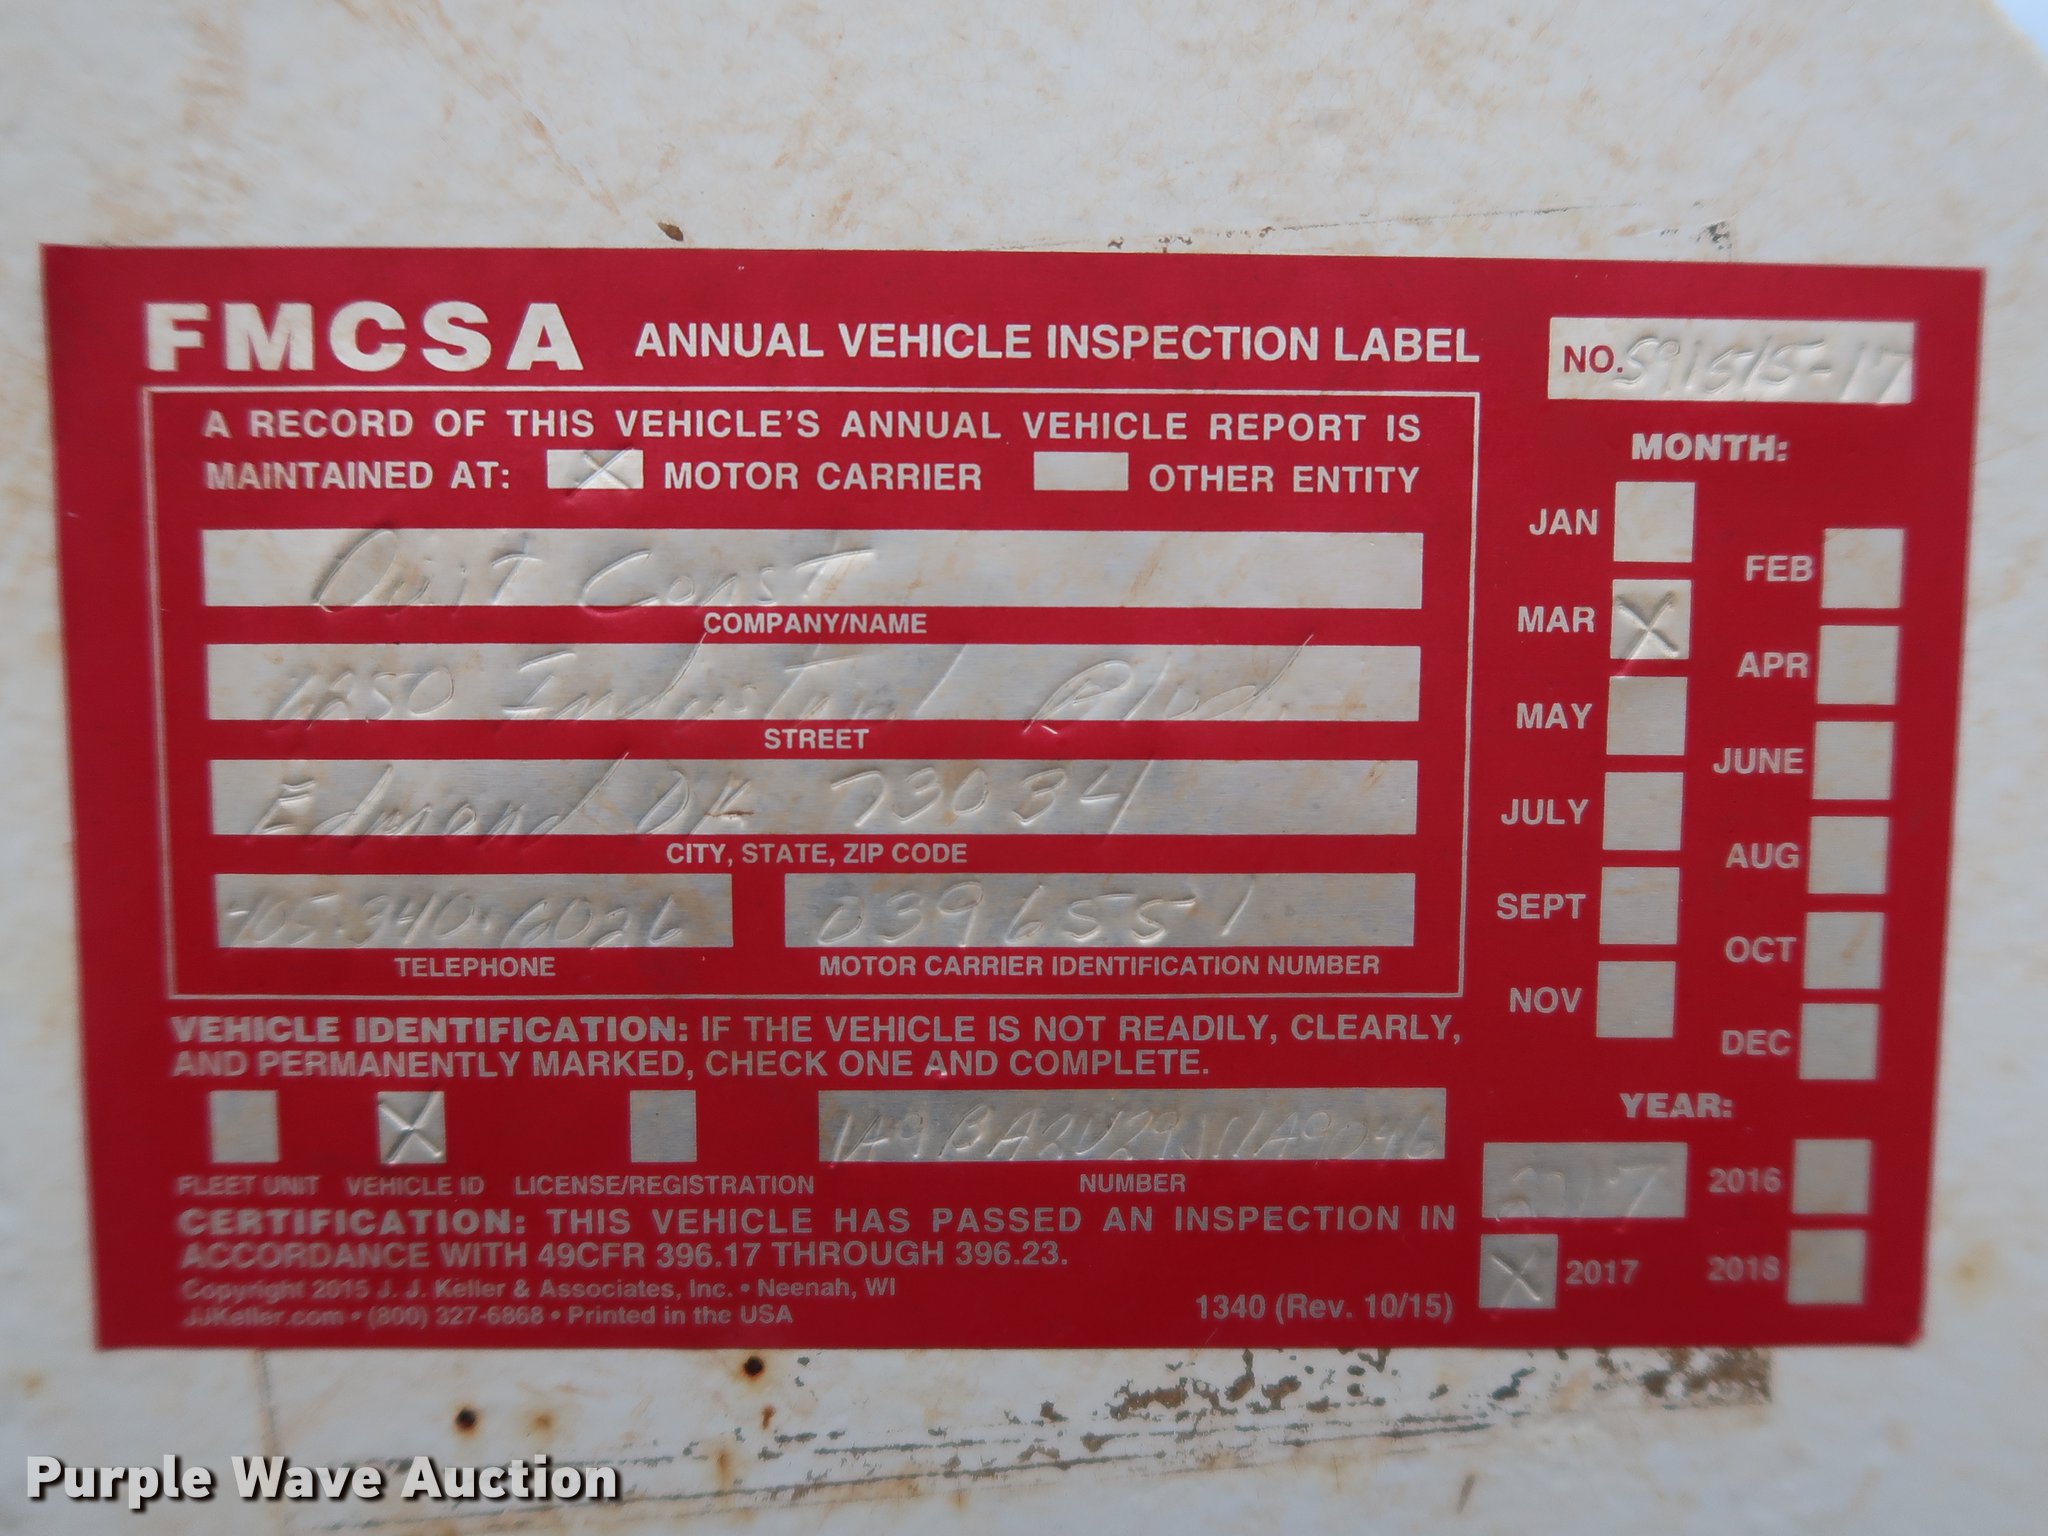 FMCSA ANNUAL VEHICLE INSPECTION LABEL
NO. 591515-17
A RECORD OF THIS VEHICLE'S ANNUAL VEHICLE REPORT IS
MAINTAINED AT: X MOTOR CARRIER OTHER ENTITY
Const
COMPANY/NAME
Industrial Blvd.
STREET
Edmond OK 73034
CITY, STATE, ZIP CODE
405.340.6026 0396551
TELEPHONE MOTOR CARRIER IDENTIFICATION NUMBER
VEHICLE IDENTIFICATION: IF THE VEHICLE IS NOT READILY, CLEARLY,
AND PERMANENTLY MARKED, CHECK ONE AND COMPLETE.
X
FLEET UNIT VEHICLE ID LICENSE/REGISTRATION NUMBER
CERTIFICATION: THIS VEHICLE HAS PASSED AN INSPECTION IN
ACCORDANCE WITH 49CFR 396.17 THROUGH 396.23.
Copyright 2015 J. J. Keller & Associates, Inc. • Neenah, WI
JJKeller.com • (800) 327-6868 • Printed in the USA
1340 (Rev. 10/15)
MONTH:
JAN
FEB
MAR X
APR
MAY
JUNE
JULY
AUG
SEPT
OCT
NOV
DEC
YEAR:
2017 2016
X 2017 2018
Purple Wave Auction